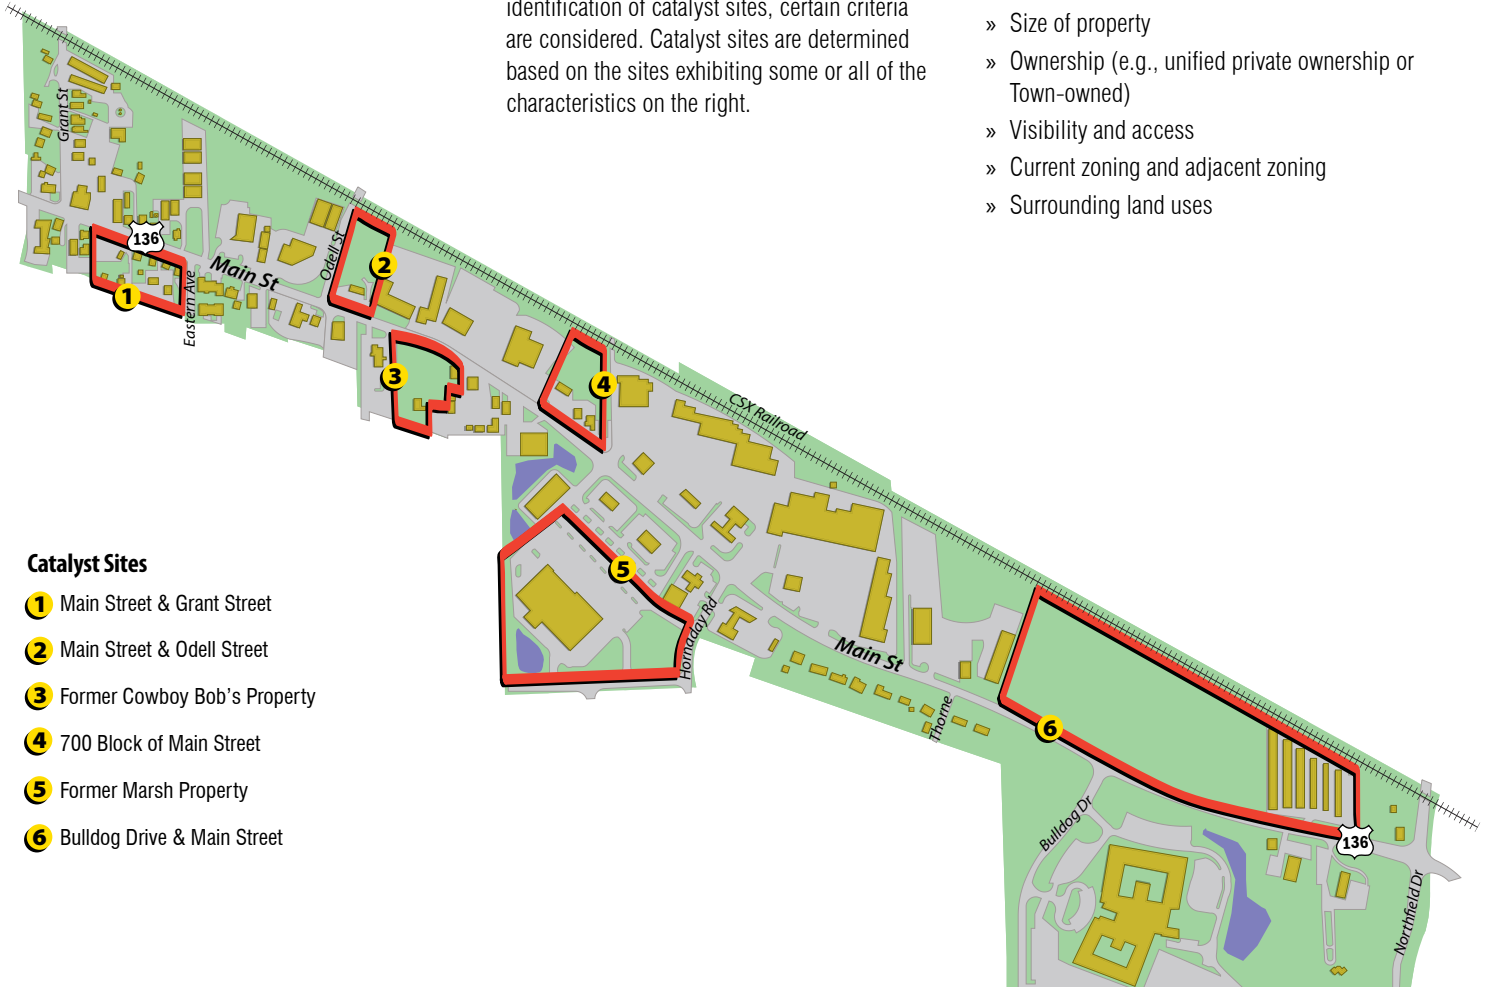 identification of catalyst sites, certain criteria
are considered. Catalyst sites are determined
based on the sites exhibiting some or all of the
characteristics on the right.
» Size of property
» Ownership (e.g., unified private ownership or
Town-owned)
» Visibility and access
» Current zoning and adjacent zoning
» Surrounding land uses
Grant St
136
Main St
Odell St
Eastern Ave
1
2
3
4
CSX Railroad
5
Hornaday Rd
Main St
Thorne
6
Bulldog Dr
136
Northfield Dr
Catalyst Sites
1 Main Street & Grant Street
2 Main Street & Odell Street
3 Former Cowboy Bob’s Property
4 700 Block of Main Street
5 Former Marsh Property
6 Bulldog Drive & Main Street